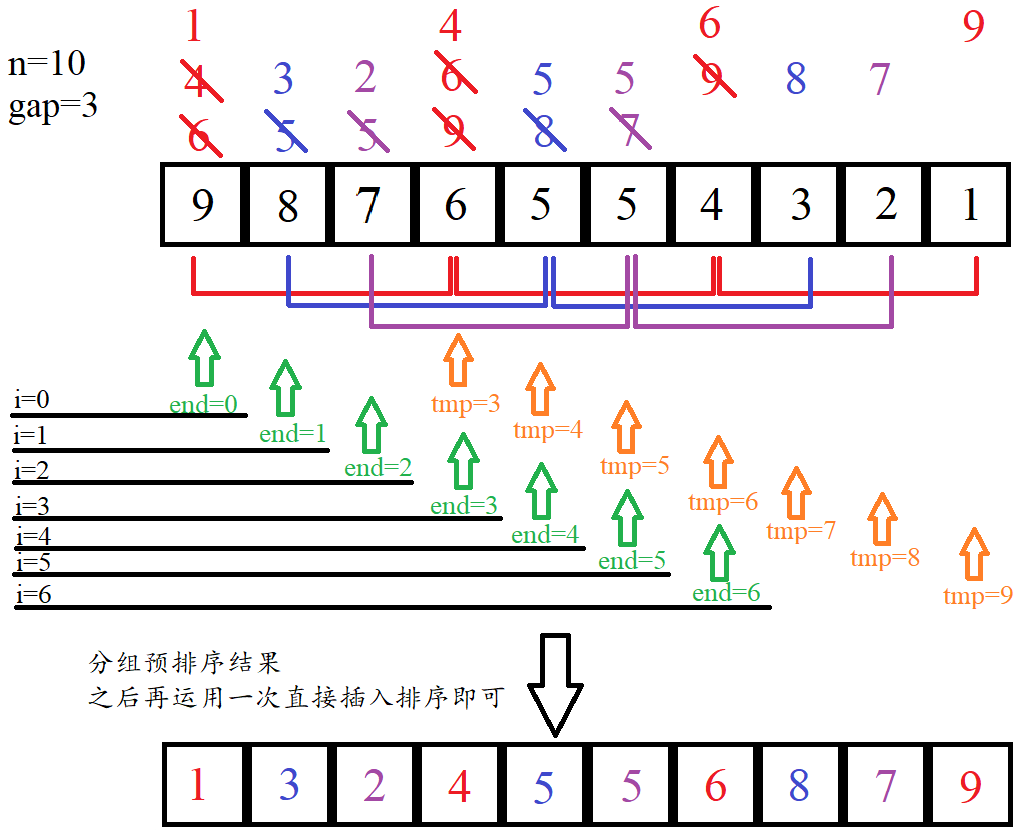 1 4 6 9
n=10
4 3 2 6 5 5 9 8 7
gap=3
6 5 5 9 8 7
9 8 7 6 5 5 4 3 2 1
i=0 end=0 tmp=3
i=1 end=1 tmp=4
i=2 end=2 tmp=5
i=3 end=3 tmp=6
i=4 end=4 tmp=7
i=5 end=5 tmp=8
i=6 end=6 tmp=9
分组预排序结果
之后再运用一次直接插入排序即可
1 3 2 4 5 5 6 8 7 9